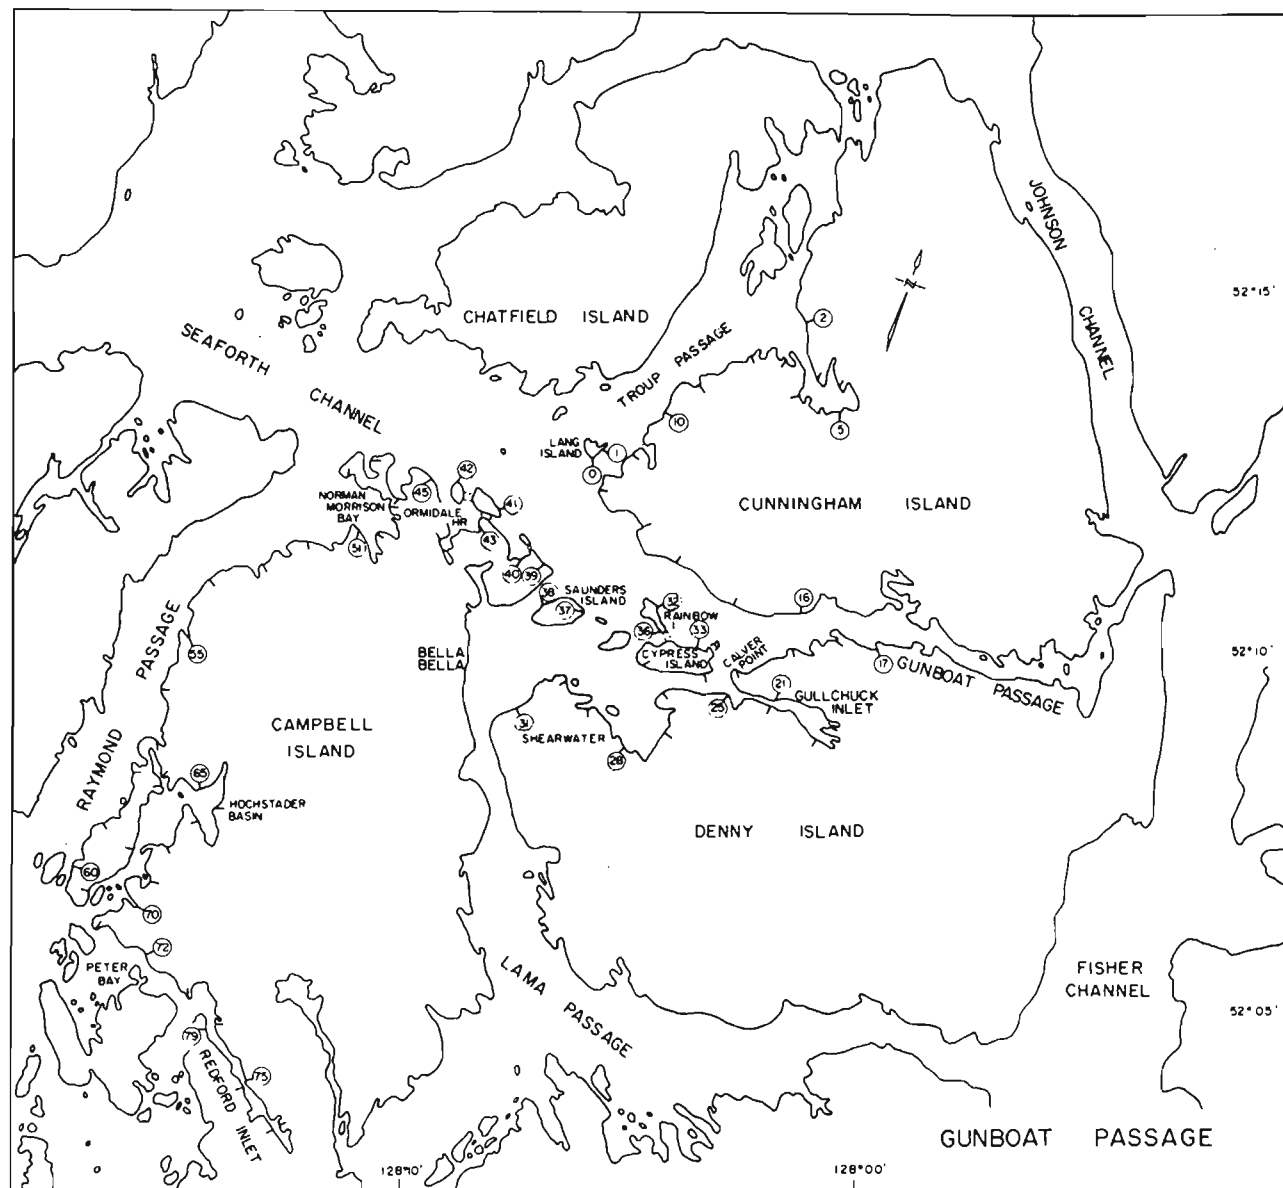 JOHNSON
CHANNEL
N
52°15'
CHATFIELD ISLAND
SEAFORTH
CHANNEL
TROUP PASSAGE
2
10
5
LANG
ISLAND
1
0
42
45
41
NORMAN
MORRISON
BAY
ORMIDALE
HR
43
51
CUNNINGHAM ISLAND
40
39
38
SAUNDERS
ISLAND
37
32
RAINBOW
I
16
36
33
CYPRESS
ISLAND
CALVER
POINT
17
GUNBOAT PASSAGE
52°10'
BELLA
BELLA
55
RAYMOND PASSAGE
21
GULLCHUCK
INLET
25
31
SHEARWATER
28
CAMPBELL
ISLAND
65
HOCHSTADER
BASIN
DENNY ISLAND
60
70
72
PETER
BAY
LAMA PASSAGE
FISHER
CHANNEL
52°05'
79
75
REDFORD INLET
GUNBOAT PASSAGE
128°10'
128°00'